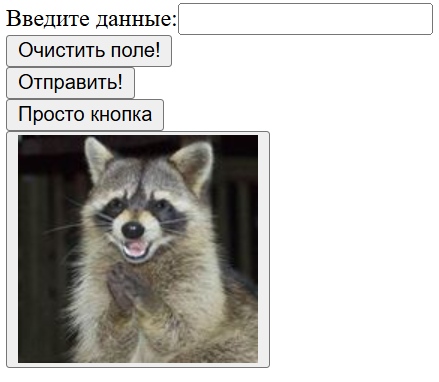 Введите данные:
Очистить поле!
Отправить!
Просто кнопка